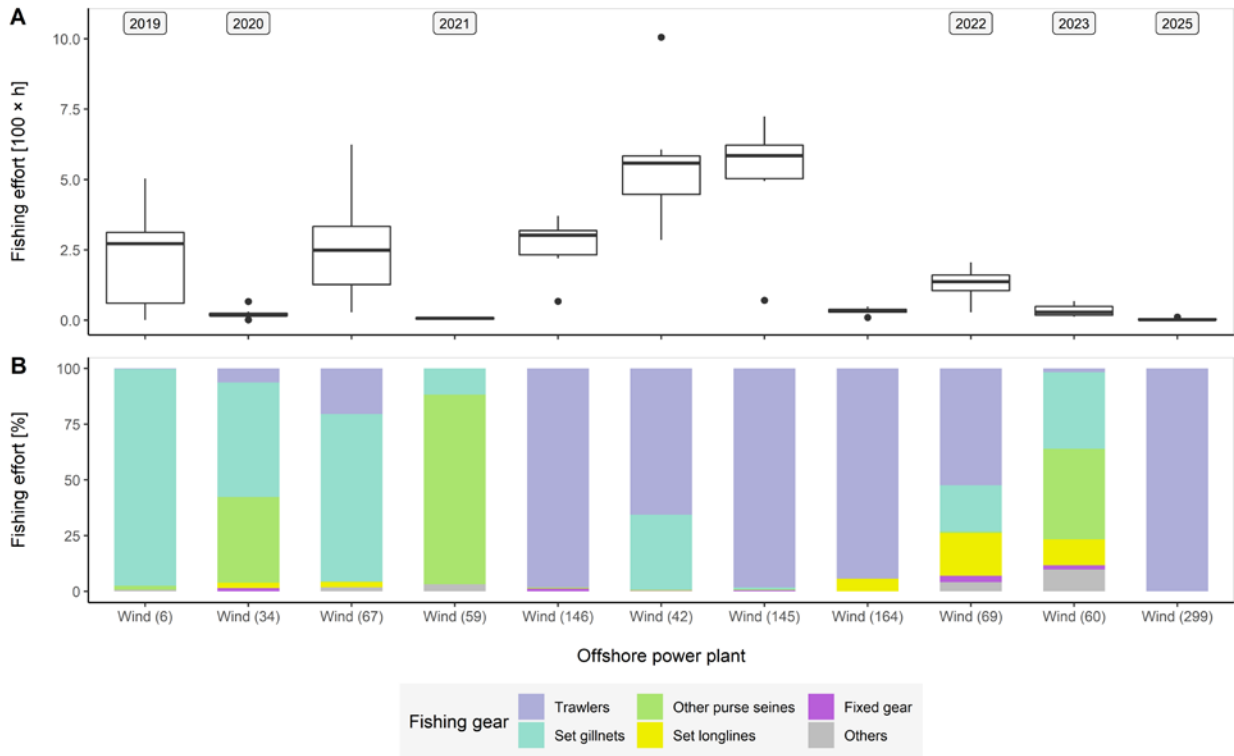 A
2019 2020 2021 2022 2023 2025
Fishing effort [100 × h]
10.0
7.5
5.0
2.5
0.0
B
Fishing effort [%]
100
75
50
25
0
Wind (6) Wind (34) Wind (67) Wind (59) Wind (146) Wind (42) Wind (145) Wind (164) Wind (69) Wind (60) Wind (299)
Offshore power plant
Fishing gear
Trawlers Other purse seines Fixed gear
Set gillnets Set longlines Others